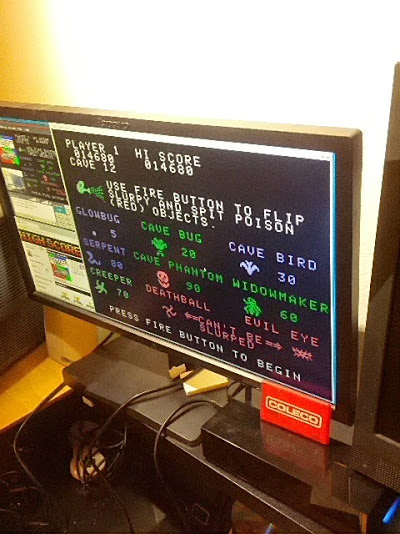 PLAYER 1 HI SCORE
014680 014680
CAVE 12
USE FIRE BUTTON TO FLIP
SLURPY AND SPIT POISON
(RED) OBJECTS.
GLOWBUG CAVE BUG CAVE BIRD
5 20 30
SERPENT CAVE PHANTOM WIDOWMAKER
80 90 60
CREEPER DEATHBALL EVIL EYE
70 ⇐CAN'T BE⇒
SLURPED
PRESS FIRE BUTTON TO BEGIN
HIGH SCORE
COLECO